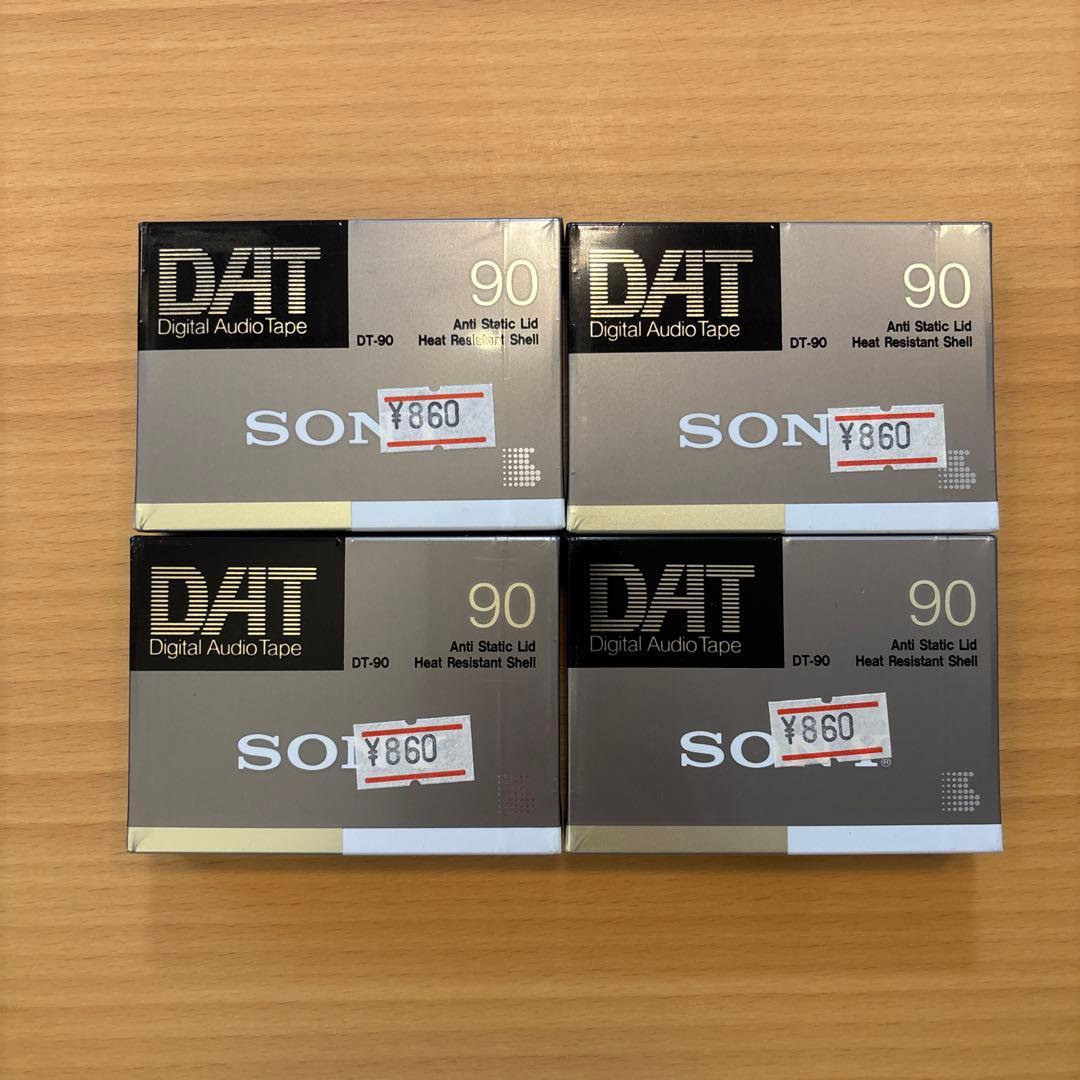 DAT
Digital Audio Tape
90
DT-90
Anti Static Lid
Heat Resistant Shell
SON
¥860
DAT
Digital Audio Tape
90
DT-90
Anti Static Lid
Heat Resistant Shell
SON
¥860
DAT
Digital Audio Tape
90
DT-90
Anti Static Lid
Heat Resistant Shell
SON
¥860
DAT
Digital Audio Tape
90
DT-90
Anti Static Lid
Heat Resistant Shell
SONY®
¥860